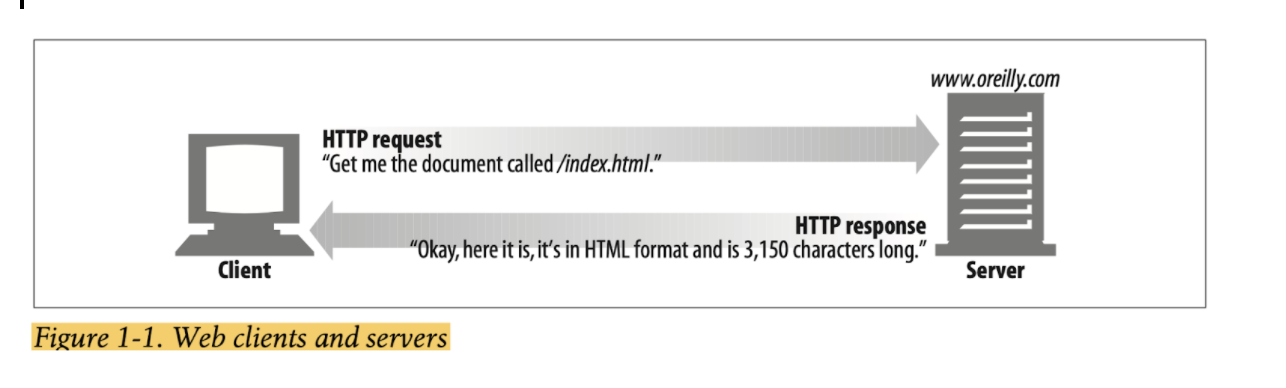 www.oreilly.com
HTTP request
“Get me the document called /index.html.”
HTTP response
“Okay, here it is, it’s in HTML format and is 3,150 characters long.”
Client
Server
Figure 1-1. Web clients and servers